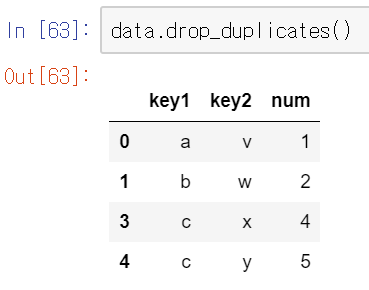 In [63]: data.drop_duplicates()
Out[63]:
key1 key2 num
0 a v 1
1 b w 2
3 c x 4
4 c y 5